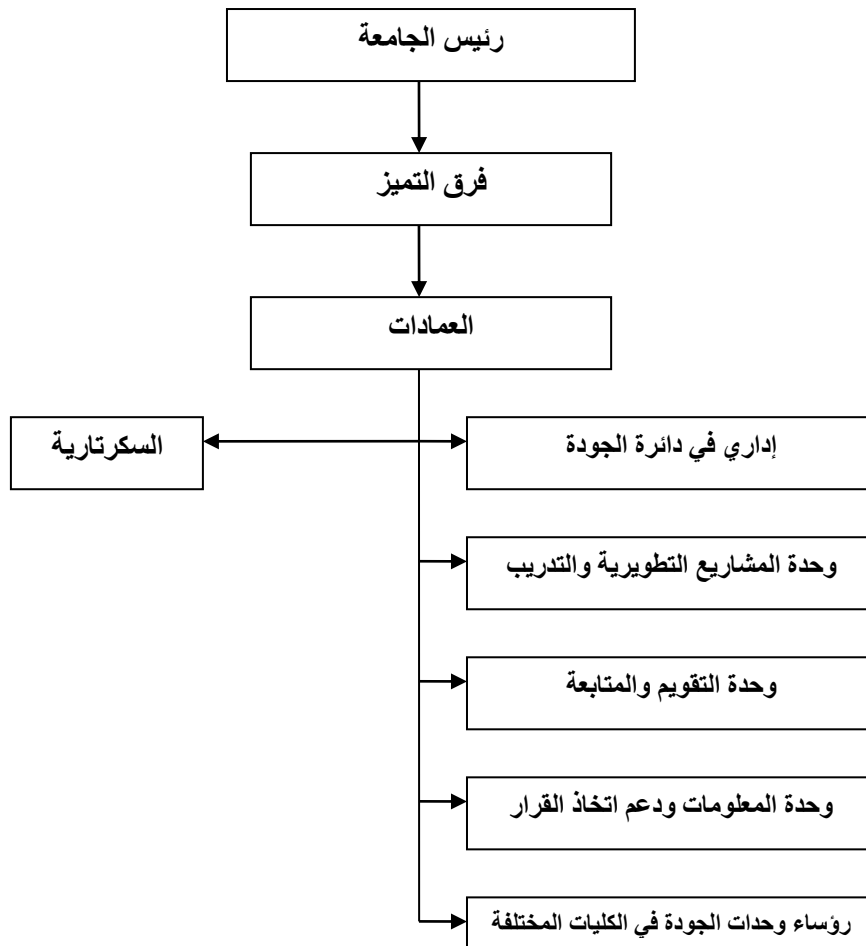 رئيس الجامعة
فرق التميز
العمادات
إداري في دائرة الجودة
السكرتارية
وحدة المشاريع التطويرية والتدريب
وحدة التقويم والمتابعة
وحدة المعلومات ودعم اتخاذ القرار
رؤساء وحدات الجودة في الكليات المختلفة